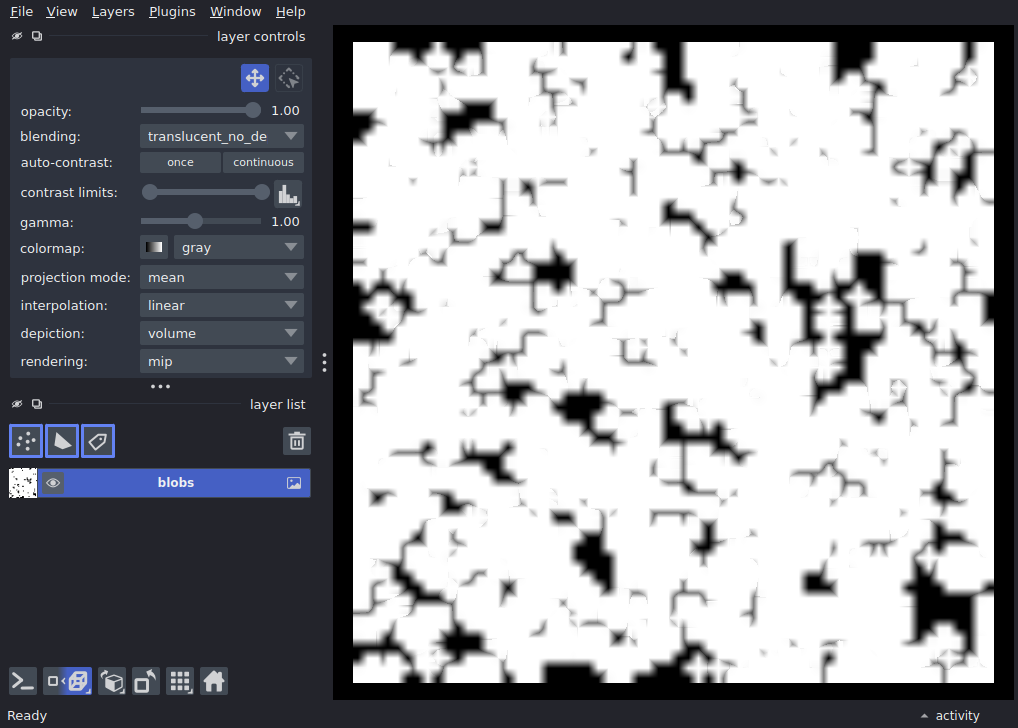 File View Layers Plugins Window Help
layer controls
opacity: 1.00
blending: translucent_no_de
auto-contrast: once continuous
contrast limits:
gamma: 1.00
colormap: gray
projection mode: mean
interpolation: linear
depiction: volume
rendering: mip
layer list
blobs
Ready
activity